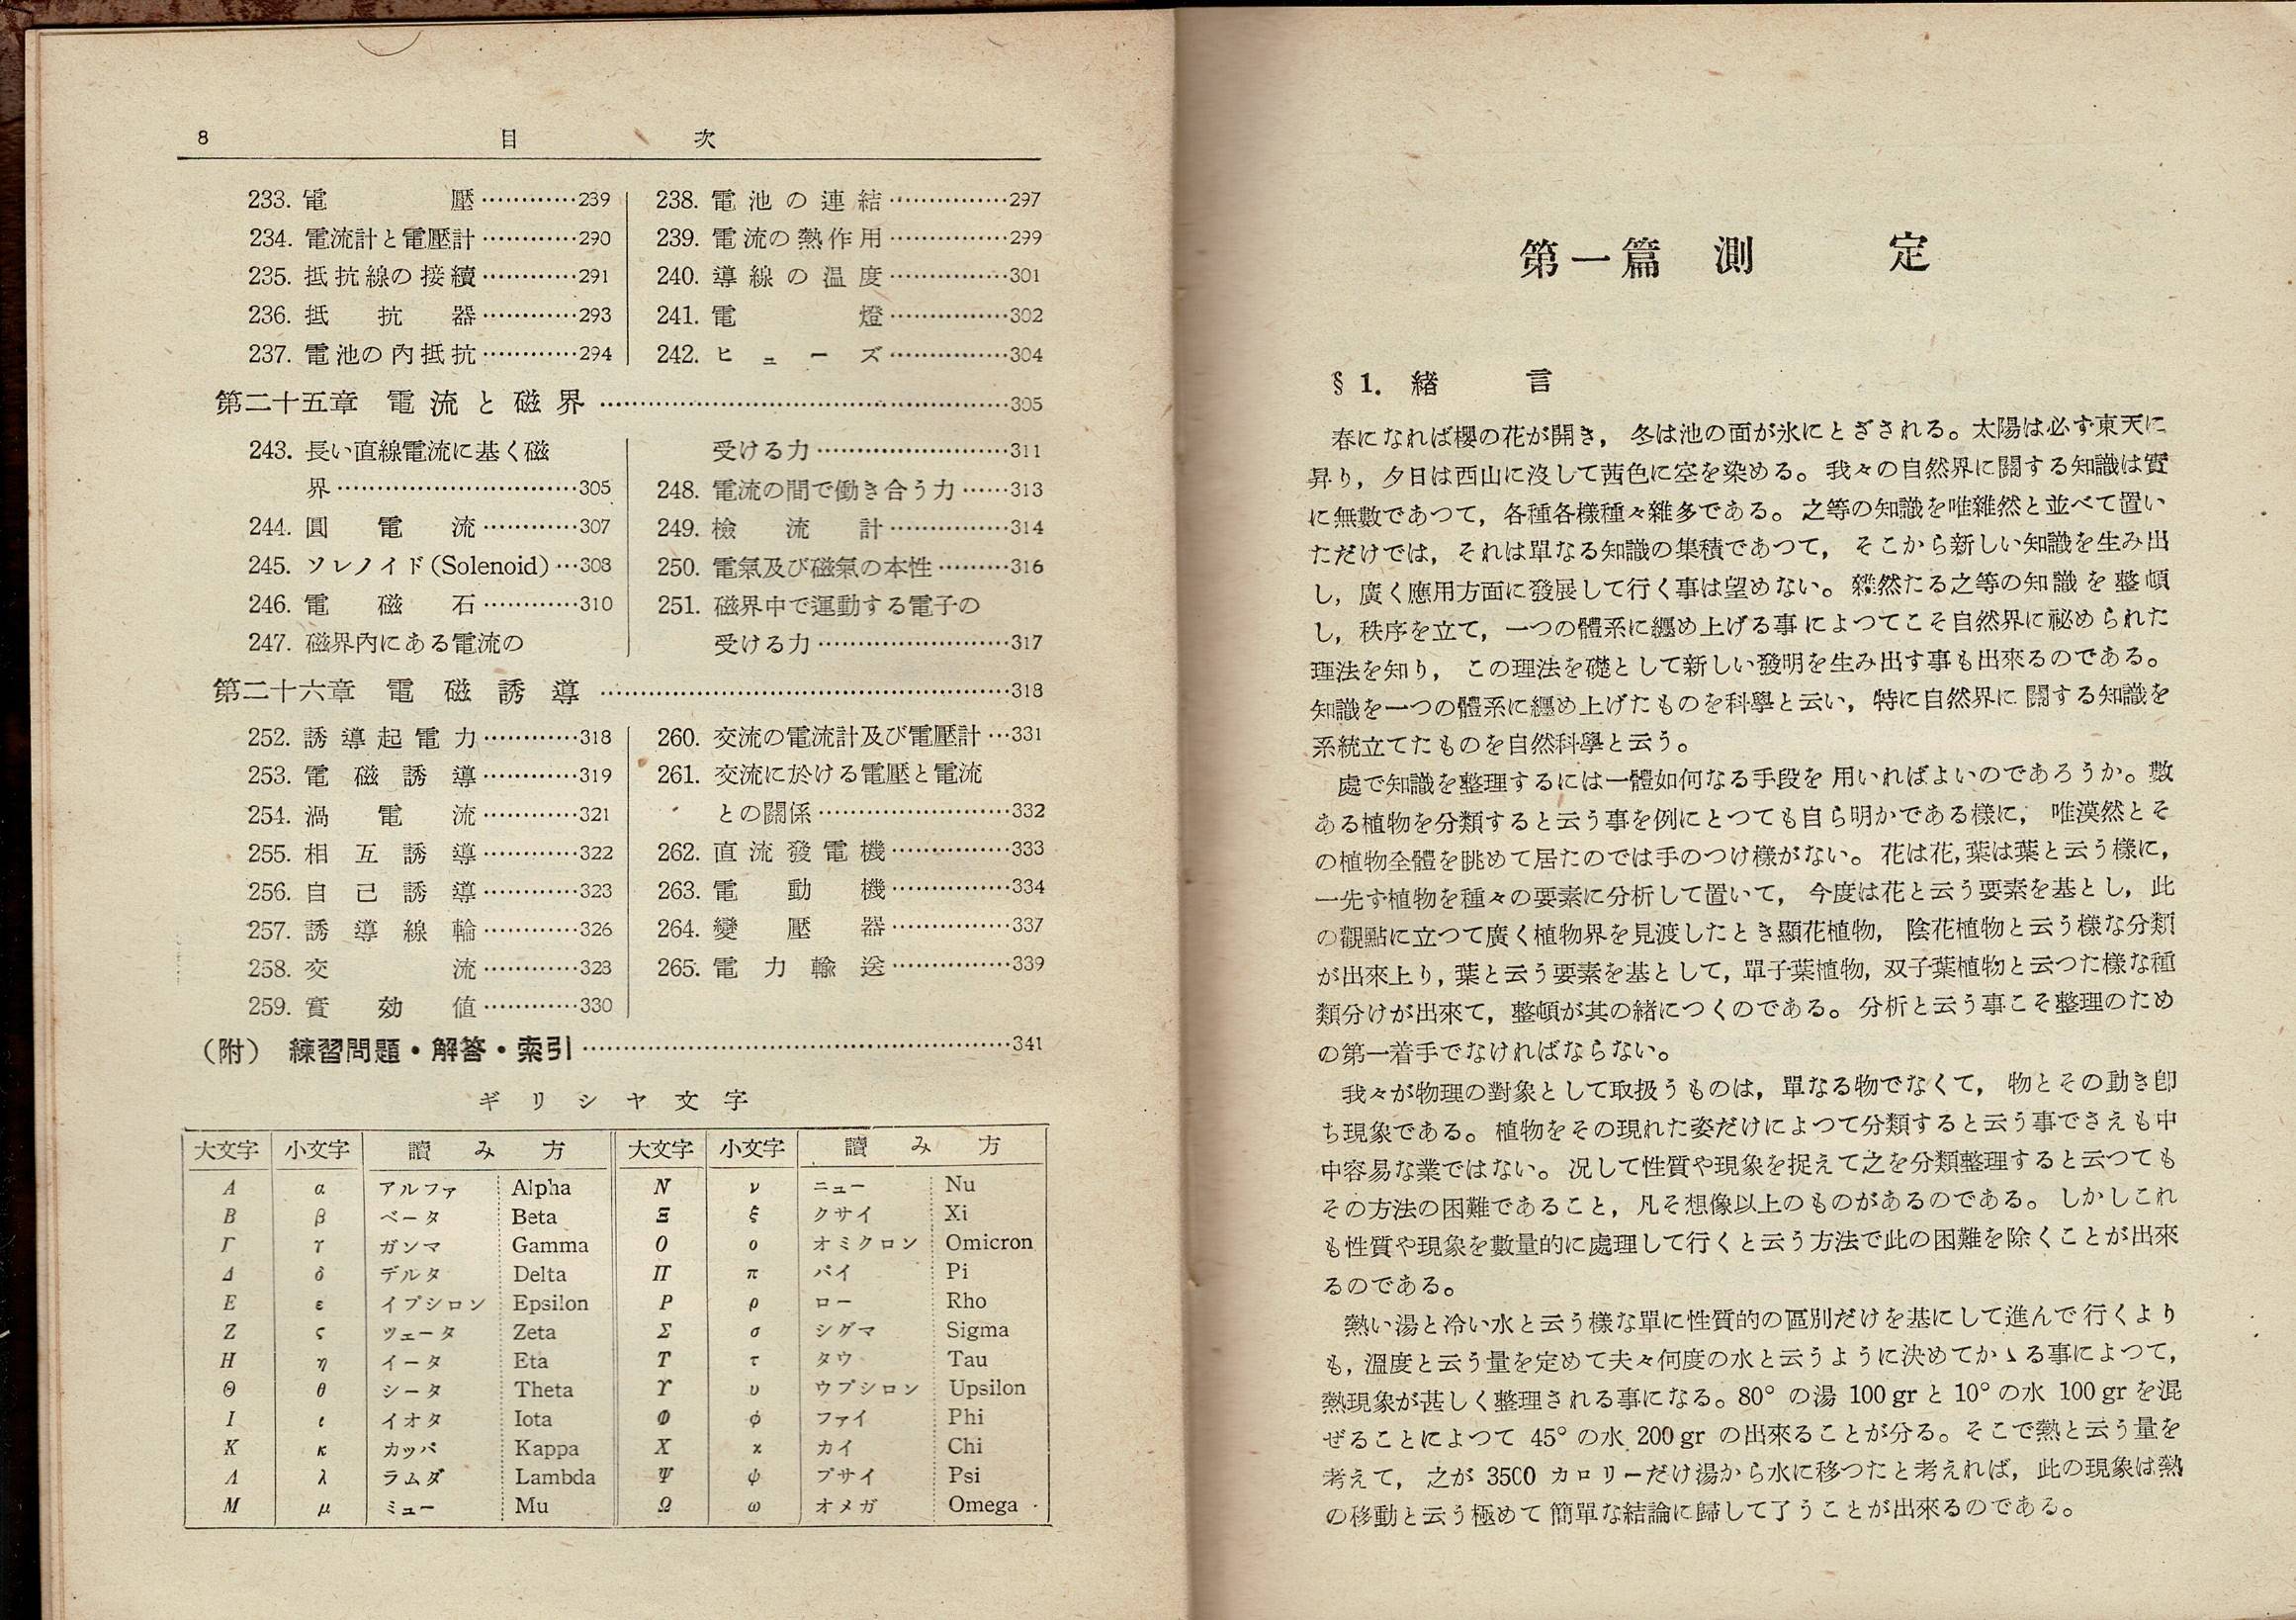 8 目次
233. 電壓…………239
234. 電流計と電壓計…………290
235. 抵抗線の接續…………291
236. 抵抗器…………293
237. 電池の內抵抗…………294
238. 電池の連結……………297
239. 電流の熱作用……………299
240. 導線の温度……………301
241. 電燈……………302
242. ヒューズ……………304
第二十五章 電流と磁界……………………………………………305
243. 長い直線電流に基く磁
界……………………………305
244. 圓電流…………307
245. ソレノイド(Solenoid)…308
246. 電磁石…………310
247. 磁界內にある電流の
受ける力………………………311
248. 電流の間で働き合う力……313
249. 檢流計……………314
250. 電氣及び磁氣の本性………316
251. 磁界中で運動する電子の
受ける力………………………317
第二十六章 電磁誘導……………………………………………318
252. 誘導起電力…………318
253. 電磁誘導…………319
254. 渦電流…………321
255. 相互誘導…………322
256. 自己誘導…………323
257. 誘導線輪…………326
258. 交流…………328
259. 實効値…………330
260. 交流の電流計及び電壓計…331
261. 交流に於ける電壓と電流
との關係………………………332
262. 直流發電機……………333
263. 電動機……………334
264. 變壓器……………337
265. 電力輸送……………339
(附) 練習問題・解答・索引……………………………………………341
ギリシヤ文字
大文字 小文字 讀み方 大文字 小文字 讀み方
Α α アルファ Alpha Ν ν ニュー Nu
Β β ベータ Beta Ξ ξ クサイ Xi
Γ γ ガンマ Gamma Ο ο オミクロン Omicron
Δ δ デルタ Delta Π π パイ Pi
Ε ε イプシロン Epsilon Ρ ρ ロー Rho
Ζ ς ツェータ Zeta Σ σ シグマ Sigma
Η η イータ Eta Τ τ タウ Tau
Θ θ シータ Theta Υ υ ウプシロン Upsilon
Ι ι イオタ Iota Φ φ ファイ Phi
Κ κ カッパ Kappa Χ χ カイ Chi
Λ λ ラムダ Lambda Ψ ψ プサイ Psi
Μ μ ミュー Mu Ω ω オメガ Omega
第一篇 測定
§1. 緖言
春になれば櫻の花が開き, 冬は池の面が氷にとざされる。太陽は必ず東天に
昇り, 夕日は西山に沒して茜色に空を染める。我々の自然界に關する知識は實
に無數であつて, 各種各樣種々雜多である。之等の知識を唯雜然と並べて置い
ただけでは, それは單なる知識の集積であつて, そこから新しい知識を生み出
し, 廣く應用方面に發展して行く事は望めない。雜然たる之等の知識を整頓
し, 秩序を立て, 一つの體系に纒め上げる事によつてこそ自然界に祕められた
理法を知り, この理法を礎として新しい發明を生み出す事も出來るのである。
知識を一つの體系に纒め上げたものを科學と云い, 特に自然界に關する知識を
系統立てたものを自然科學と云う。
處で知識を整理するには一體如何なる手段を用いればよいのであろうか。數
ある植物を分類すると云う事を例にとつても自ら明かである樣に, 唯漠然とそ
の植物全體を眺めて居たのでは手のつけ樣がない。花は花, 葉は葉と云う樣に,
一先ず植物を種々の要素に分析して置いて, 今度は花と云う要素を基とし, 此
の觀點に立つて廣く植物界を見渡したとき顯花植物, 陰花植物と云う樣な分類
が出來上り, 葉と云う要素を基として, 單子葉植物, 双子葉植物と云つた樣な種
類分けが出來て, 整頓が其の緒につくのである。分析と云う事こそ整理のため
の第一着手でなければならない。
我々が物理の對象として取扱うものは, 單なる物でなくて, 物とその動き卽
ち現象である。植物をその現れた姿だけによつて分類すると云う事でさえも中
中容易な業ではない。況して性質や現象を捉えて之を分類整理すると云つても
その方法の困難であること, 凡そ想像以上のものがあるのである。しかしこれ
も性質や現象を數量的に處理して行くと云う方法で此の困難を除くことが出來
るのである。
熱い湯と冷い水と云う樣な單に性質的の區別だけを基にして進んで行くより
も, 溫度と云う量を定めて夫々何度の水と云うように決めてかゝる事によつて,
熱現象が甚しく整理される事になる。80° の湯 100 gr と 10° の水 100 gr を混
ぜることによつて 45° の水 200 gr の出來ることが分る。そこで熱と云う量を
考えて, 之が 3500 カロリーだけ湯から水に移つたと考えれば, 此の現象は熱
の移動と云う極めて簡單な結論に歸して了うことが出來るのである。